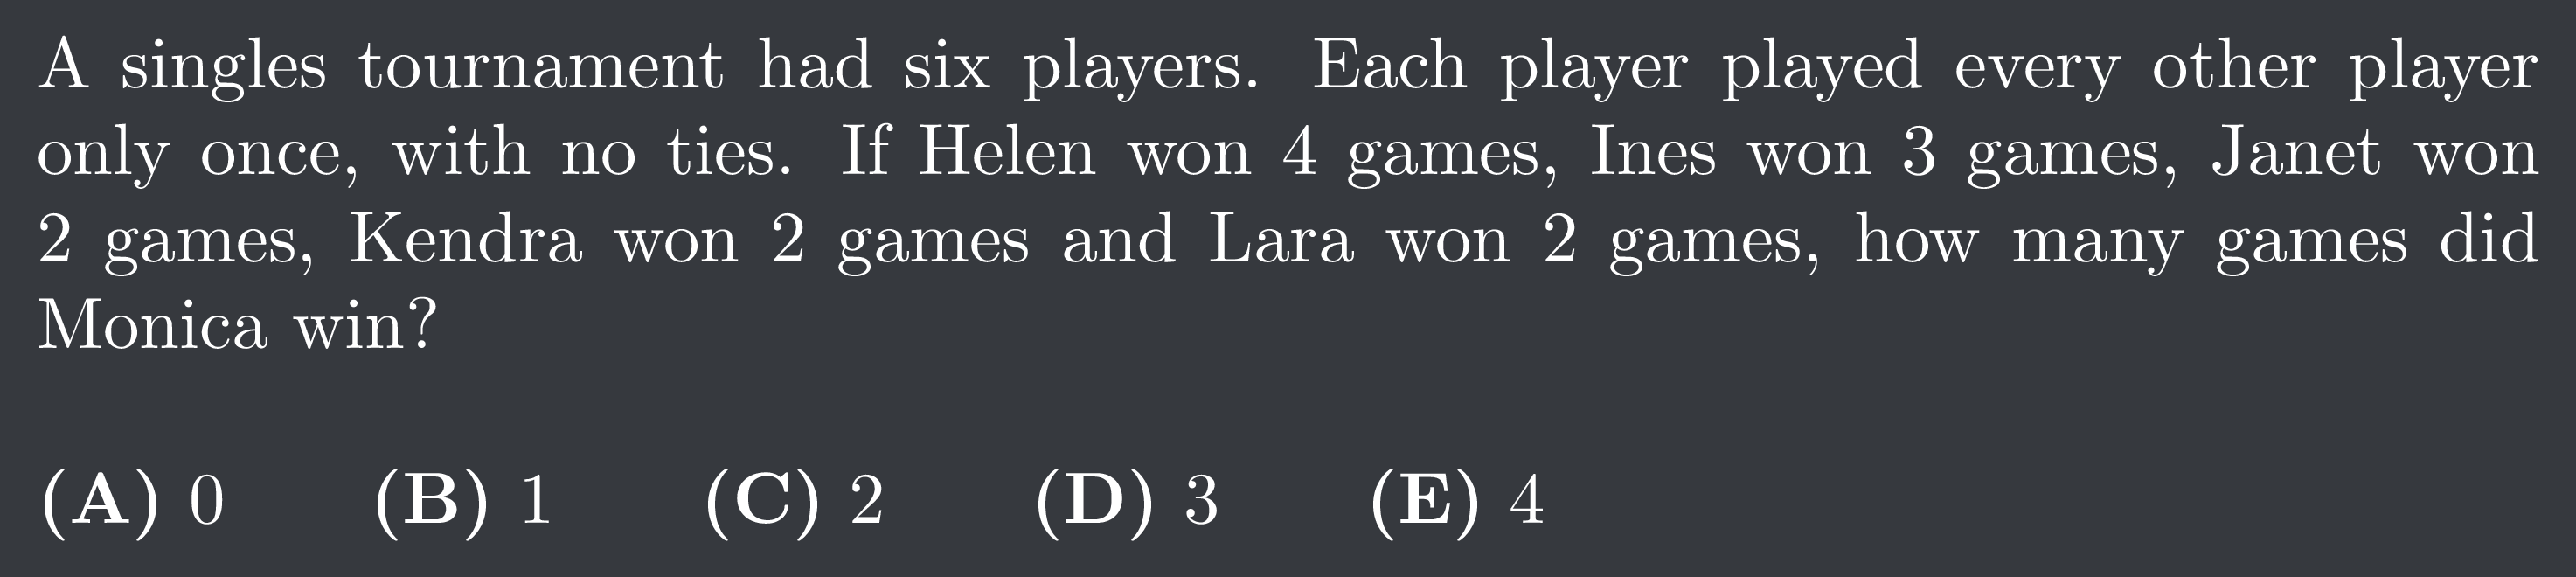 A singles tournament had six players. Each player played every other player
only once, with no ties. If Helen won 4 games, Ines won 3 games, Janet won
2 games, Kendra won 2 games and Lara won 2 games, how many games did
Monica win?
(A) 0 (B) 1 (C) 2 (D) 3 (E) 4